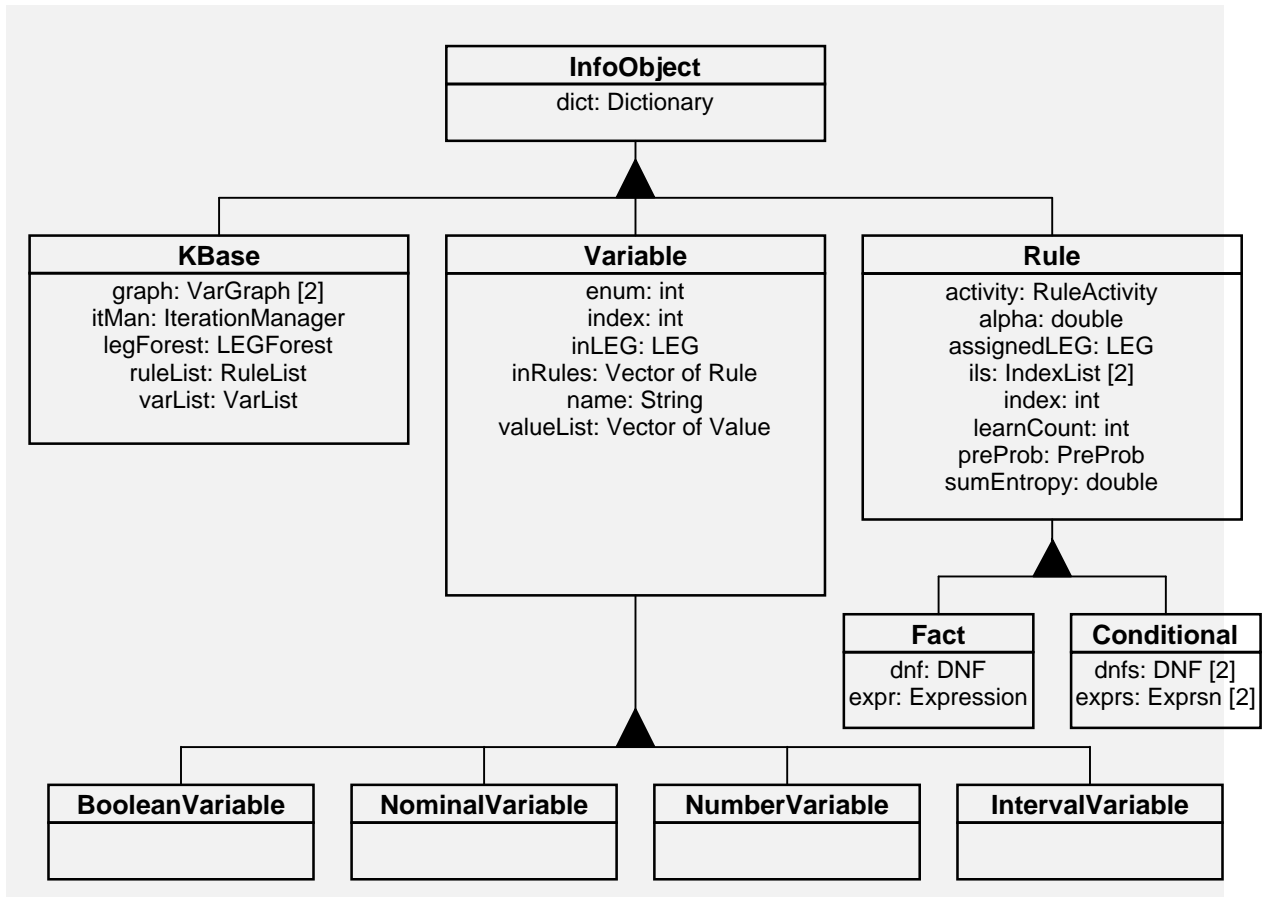 InfoObject
dict: Dictionary
KBase
graph: VarGraph [2]
itMan: IterationManager
legForest: LEGForest
ruleList: RuleList
varList: VarList
Variable
enum: int
index: int
inLEG: LEG
inRules: Vector of Rule
name: String
valueList: Vector of Value
Rule
activity: RuleActivity
alpha: double
assignedLEG: LEG
ils: IndexList [2]
index: int
learnCount: int
preProb: PreProb
sumEntropy: double
Fact
dnf: DNF
expr: Expression
Conditional
dnfs: DNF [2]
exprs: Exprsn [2]
BooleanVariable
NominalVariable
NumberVariable
IntervalVariable